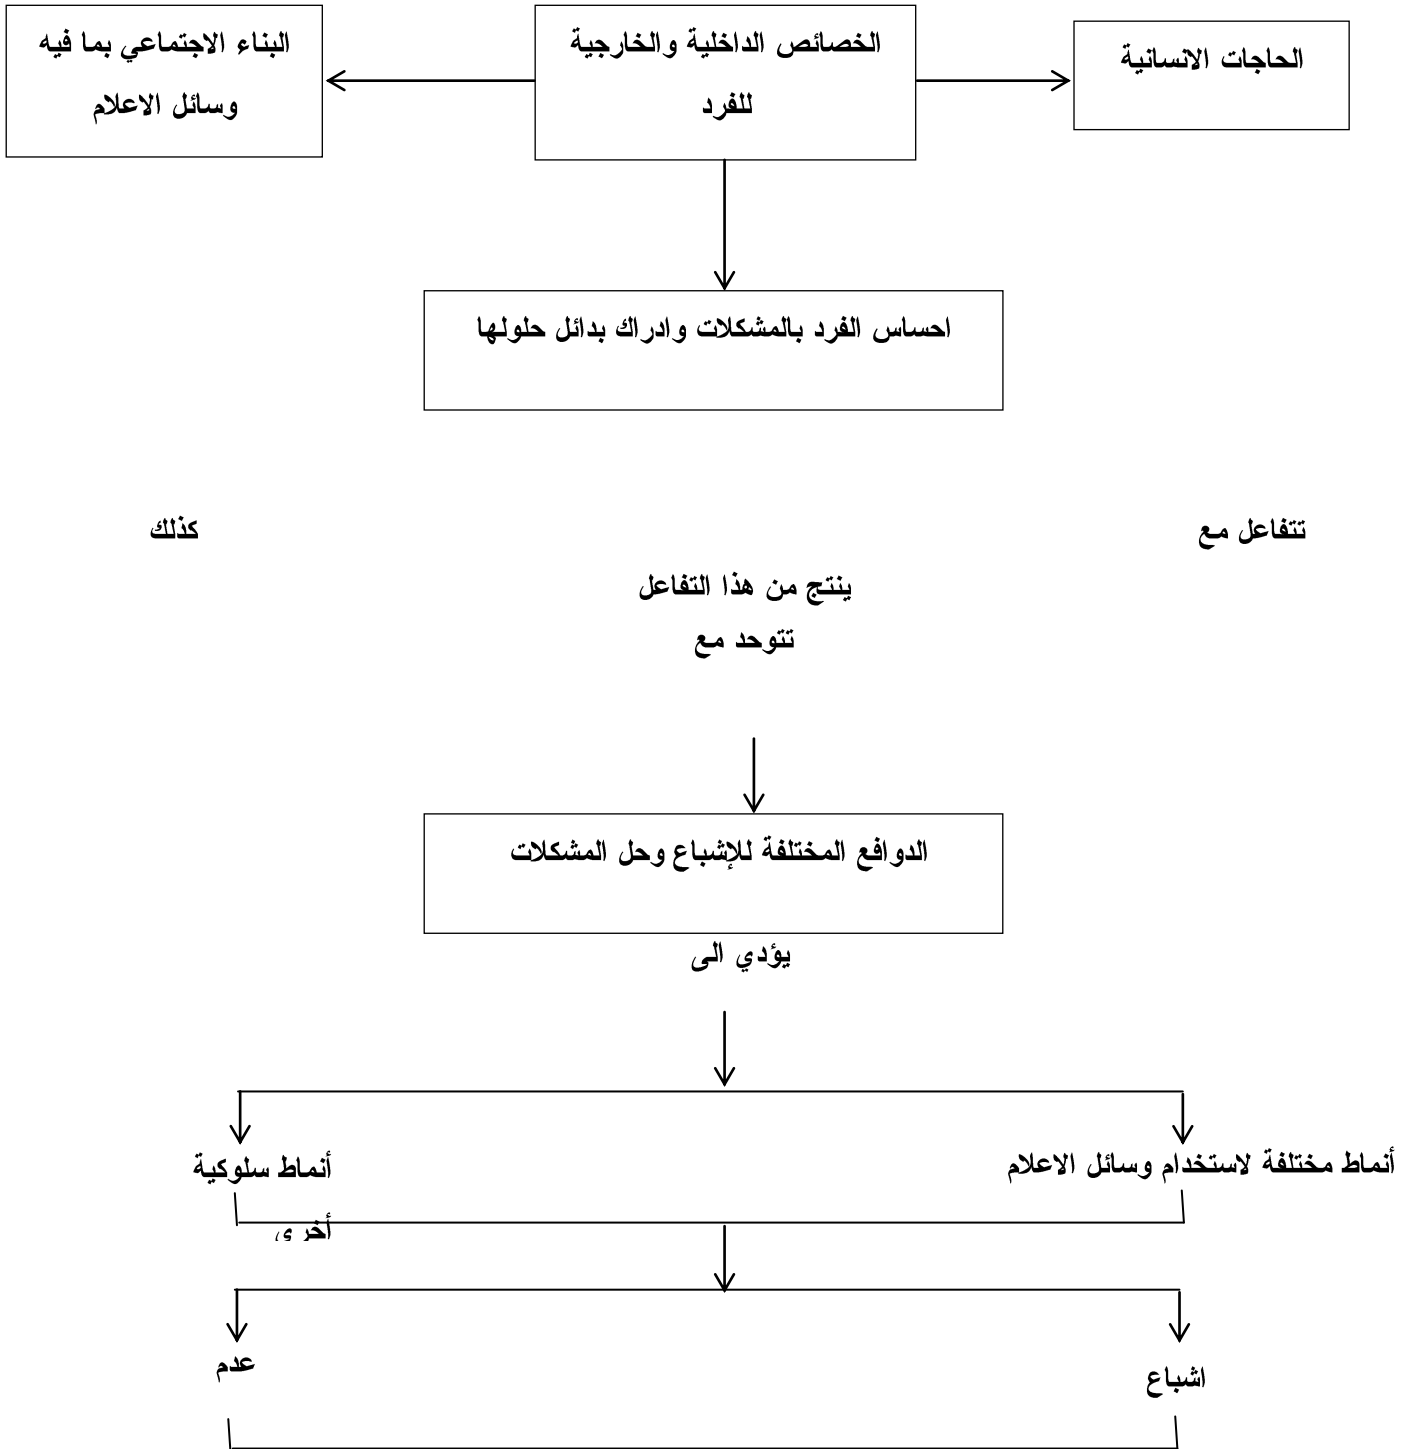 الحاجات الانسانية
الخصائص الداخلية والخارجية
للفرد
البناء الاجتماعي بما فيه
وسائل الاعلام
احساس الفرد بالمشكلات وادراك بدائل حلولها
تتفاعل مع
كذلك
ينتج من هذا التفاعل
تتوحد مع
الدوافع المختلفة للإشباع وحل المشكلات
يؤدي الى
أنماط مختلفة لاستخدام وسائل الاعلام
أنماط سلوكية
أخرى
اشباع
عدم